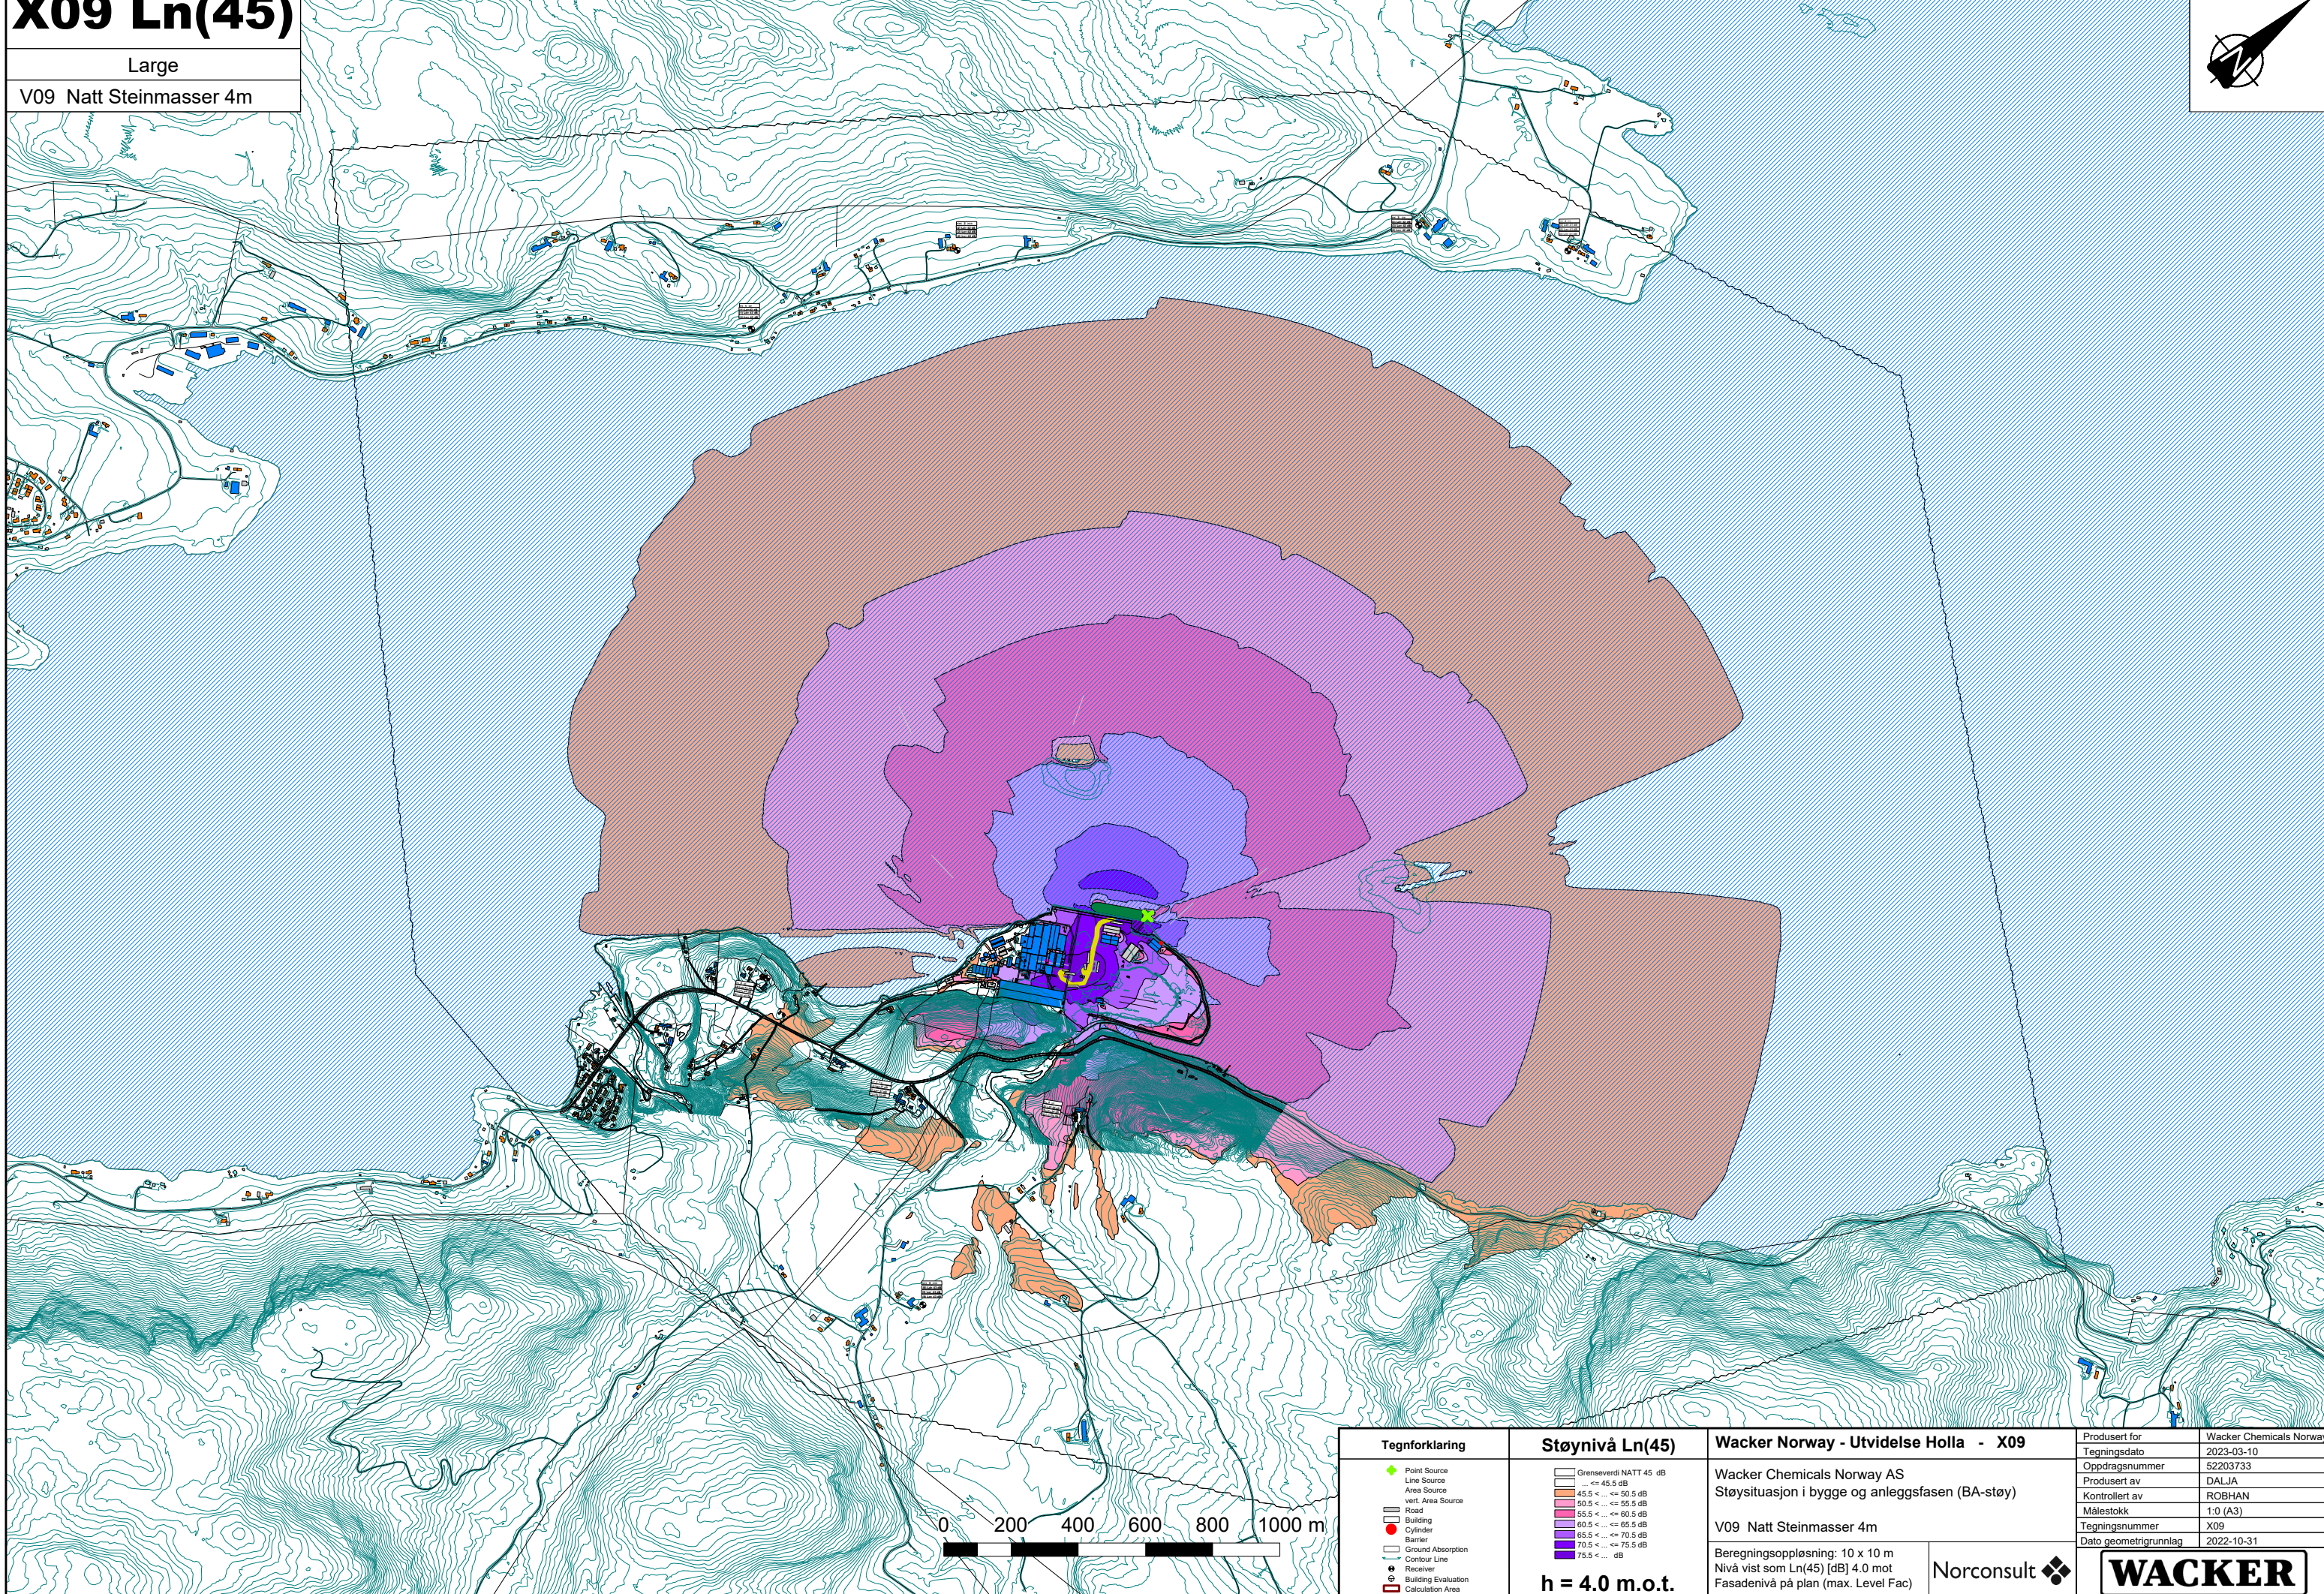 X09 Ln(45)
Large
V09 Natt Steinmasser 4m
0 200 400 600 800 1000 m
Tegnforklaring
Point Source
Line Source
Area Source
vert. Area Source
Road
Building
Cylinder
Barrier
Ground Absorption
Contour Line
Receiver
Building Evaluation
Calculation Area
Støynivå Ln(45)
Grenseverdi NATT 45 dB
... <= 45.5 dB
45.5 < ... <= 50.5 dB
50.5 < ... <= 55.5 dB
55.5 < ... <= 60.5 dB
60.5 < ... <= 65.5 dB
65.5 < ... <= 70.5 dB
70.5 < ... <= 75.5 dB
75.5 < ... dB
h = 4.0 m.o.t.
Wacker Norway - Utvidelse Holla - X09
Wacker Chemicals Norway AS
Støysituasjon i bygge og anleggsfasen (BA-støy)
V09 Natt Steinmasser 4m
Beregningsoppløsning: 10 x 10 m
Nivå vist som Ln(45) [dB] 4.0 mot
Fasadenivå på plan (max. Level Fac)
Norconsult
Produsert for Wacker Chemicals Norway
Tegningsdato 2023-03-10
Oppdragsnummer 52203733
Produsert av DALJA
Kontrollert av ROBHAN
Målestokk 1:0 (A3)
Tegningsnummer X09
Dato geometrigrunnlag 2022-10-31
WACKER